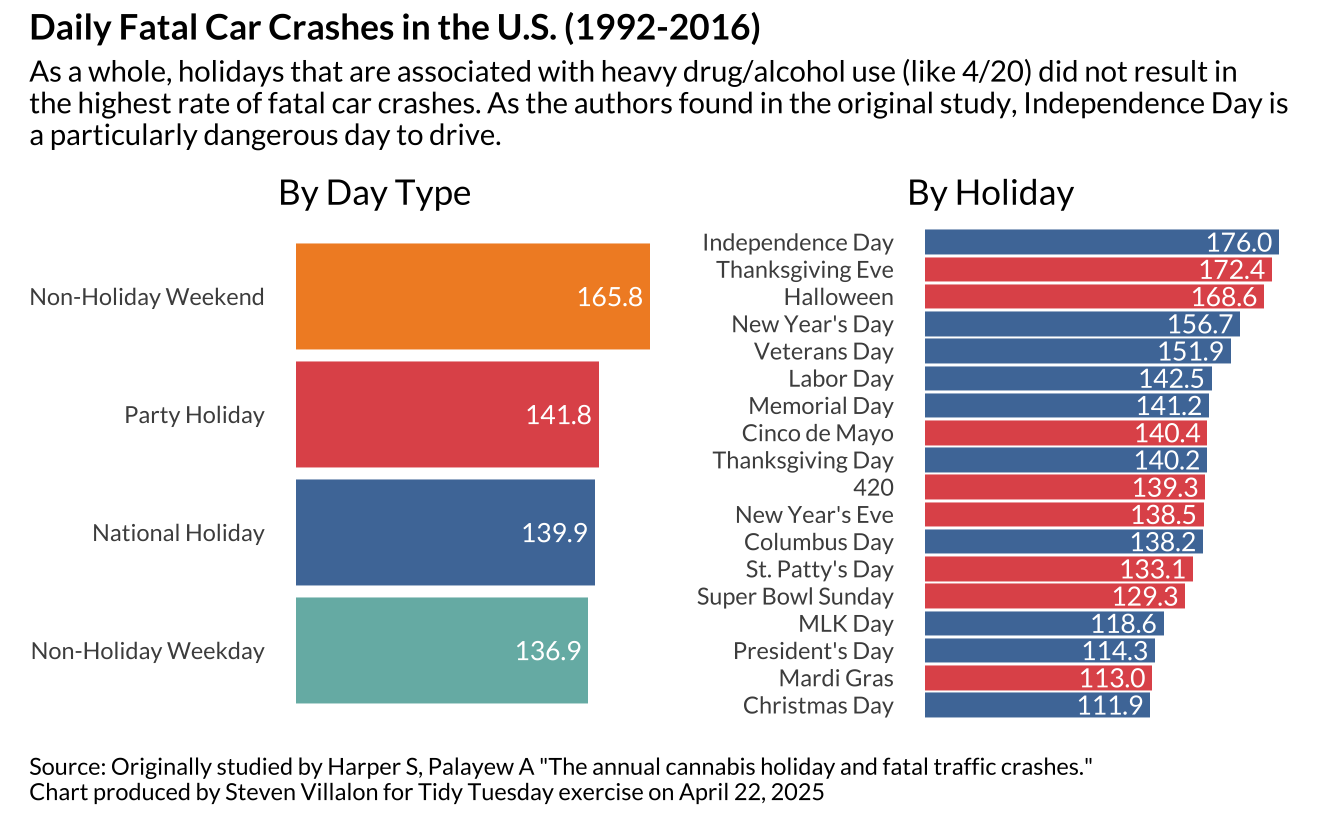 Daily Fatal Car Crashes in the U.S. (1992-2016)
As a whole, holidays that are associated with heavy drug/alcohol use (like 4/20) did not result in
the highest rate of fatal car crashes. As the authors found in the original study, Independence Day is
a particularly dangerous day to drive.
By Day Type
Non-Holiday Weekend 165.8
Party Holiday 141.8
National Holiday 139.9
Non-Holiday Weekday 136.9
By Holiday
Independence Day 176.0
Thanksgiving Eve 172.4
Halloween 168.6
New Year's Day 156.7
Veterans Day 151.9
Labor Day 142.5
Memorial Day 141.2
Cinco de Mayo 140.4
Thanksgiving Day 140.2
420 139.3
New Year's Eve 138.5
Columbus Day 138.2
St. Patty's Day 133.1
Super Bowl Sunday 129.3
MLK Day 118.6
President's Day 114.3
Mardi Gras 113.0
Christmas Day 111.9
Source: Originally studied by Harper S, Palayew A "The annual cannabis holiday and fatal traffic crashes."
Chart produced by Steven Villalon for Tidy Tuesday exercise on April 22, 2025